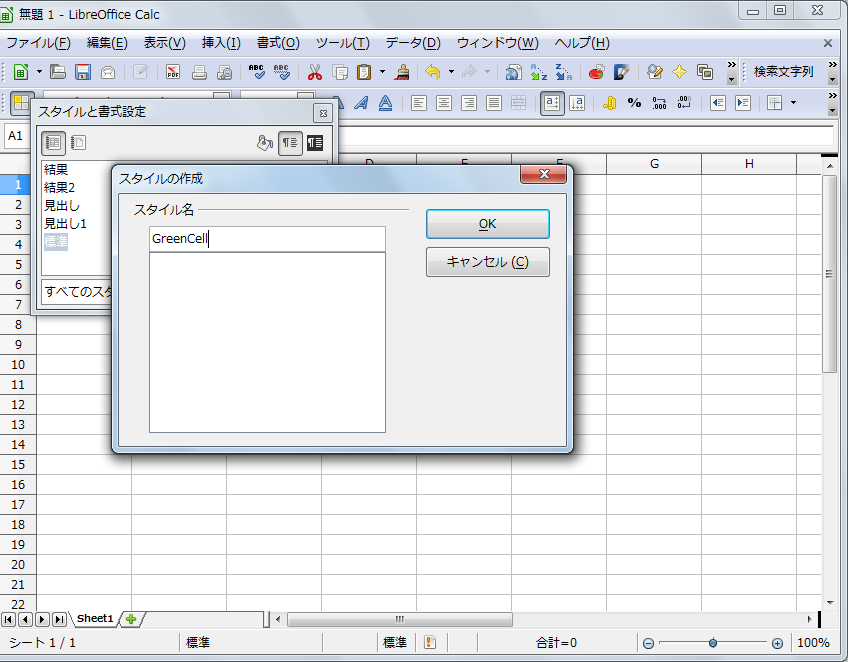 無題 1 - LibreOffice Calc
ファイル(F) 編集(E) 表示(V) 挿入(I) 書式(O) ツール(T) データ(D) ウィンドウ(W) ヘルプ(H)
PDF ABC ABC 検索文字列
スタイルと書式設定
A1
結果
結果2
見出し
見出し1
標準
すべてのスタ
スタイルの作成
スタイル名
GreenCell
OK
キャンセル (C)
G H
1
2
3
4
5
6
7
8
9
10
11
12
13
14
15
16
17
18
19
20
21
22
Sheet1
シート 1 / 1 標準 標準 合計=0 100%